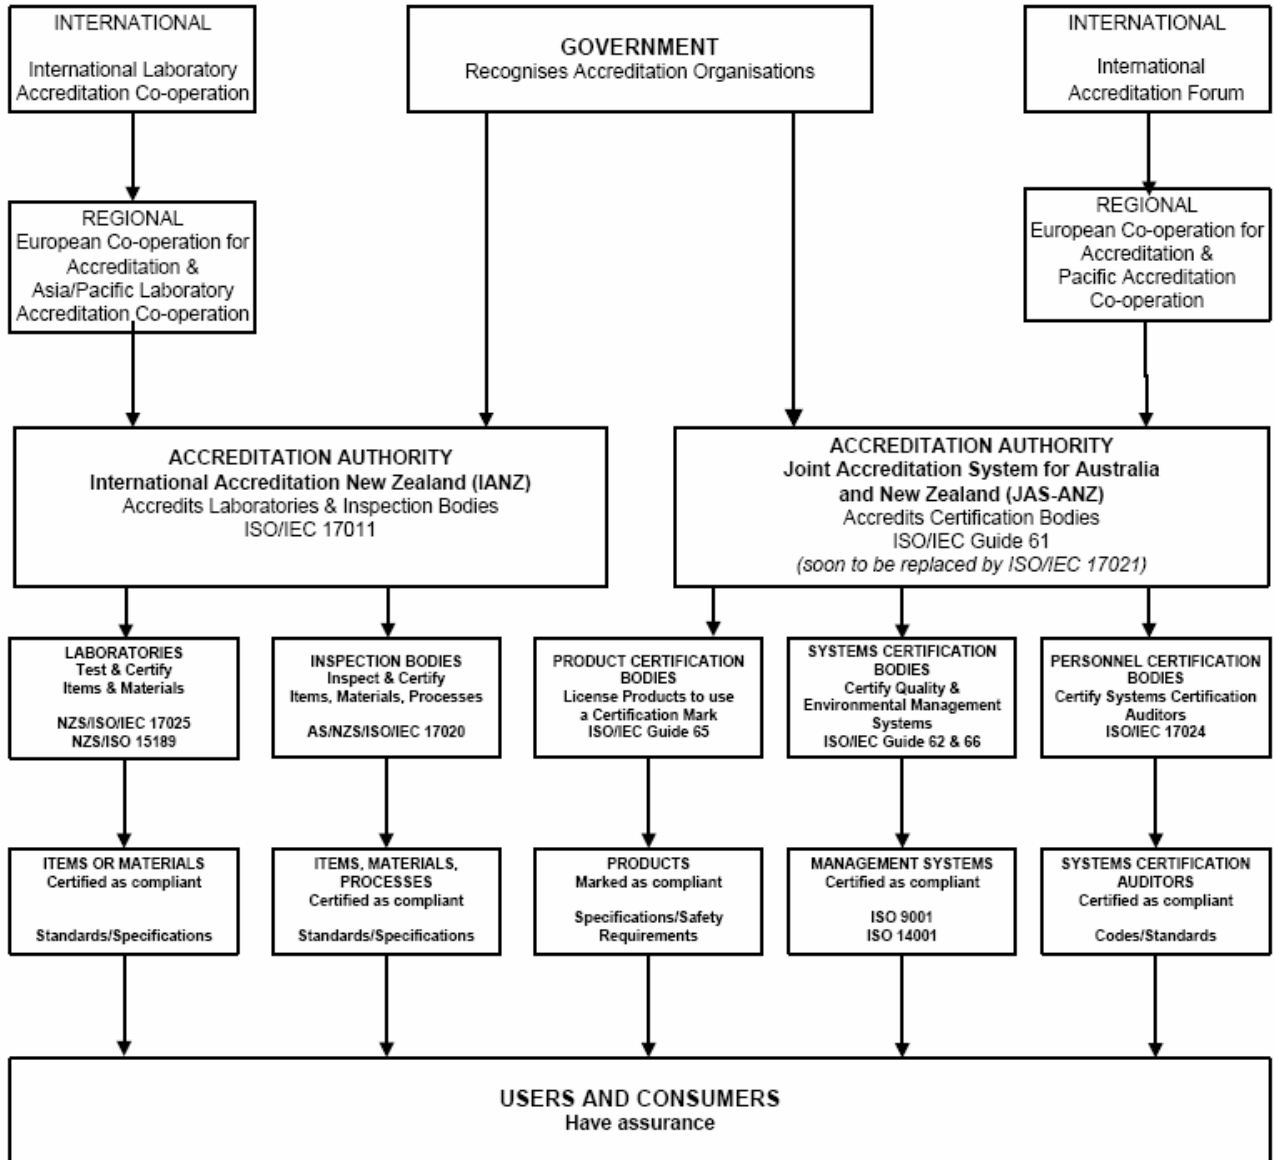 INTERNATIONAL
International Laboratory
Accreditation Co-operation
GOVERNMENT
Recognises Accreditation Organisations
INTERNATIONAL
International
Accreditation Forum
REGIONAL
European Co-operation for
Accreditation &
Asia/Pacific Laboratory
Accreditation Co-operation
REGIONAL
European Co-operation for
Accreditation &
Pacific Accreditation
Co-operation
ACCREDITATION AUTHORITY
International Accreditation New Zealand (IANZ)
Accredits Laboratories & Inspection Bodies
ISO/IEC 17011
ACCREDITATION AUTHORITY
Joint Accreditation System for Australia
and New Zealand (JAS-ANZ)
Accredits Certification Bodies
ISO/IEC Guide 61
(soon to be replaced by ISO/IEC 17021)
LABORATORIES
Test & Certify
Items & Materials
NZS/ISO/IEC 17025
NZS/ISO 15189
INSPECTION BODIES
Inspect & Certify
Items, Materials, Processes
AS/NZS/ISO/IEC 17020
PRODUCT CERTIFICATION
BODIES
License Products to use
a Certification Mark
ISO/IEC Guide 65
SYSTEMS CERTIFICATION
BODIES
Certify Quality &
Environmental Management
Systems
ISO/IEC Guide 62 & 66
PERSONNEL CERTIFICATION
BODIES
Certify Systems Certification
Auditors
ISO/IEC 17024
ITEMS OR MATERIALS
Certified as compliant
Standards/Specifications
ITEMS, MATERIALS,
PROCESSES
Certified as compliant
Standards/Specifications
PRODUCTS
Marked as compliant
Specifications/Safety
Requirements
MANAGEMENT SYSTEMS
Certified as compliant
ISO 9001
ISO 14001
SYSTEMS CERTIFICATION
AUDITORS
Certified as compliant
Codes/Standards
USERS AND CONSUMERS
Have assurance